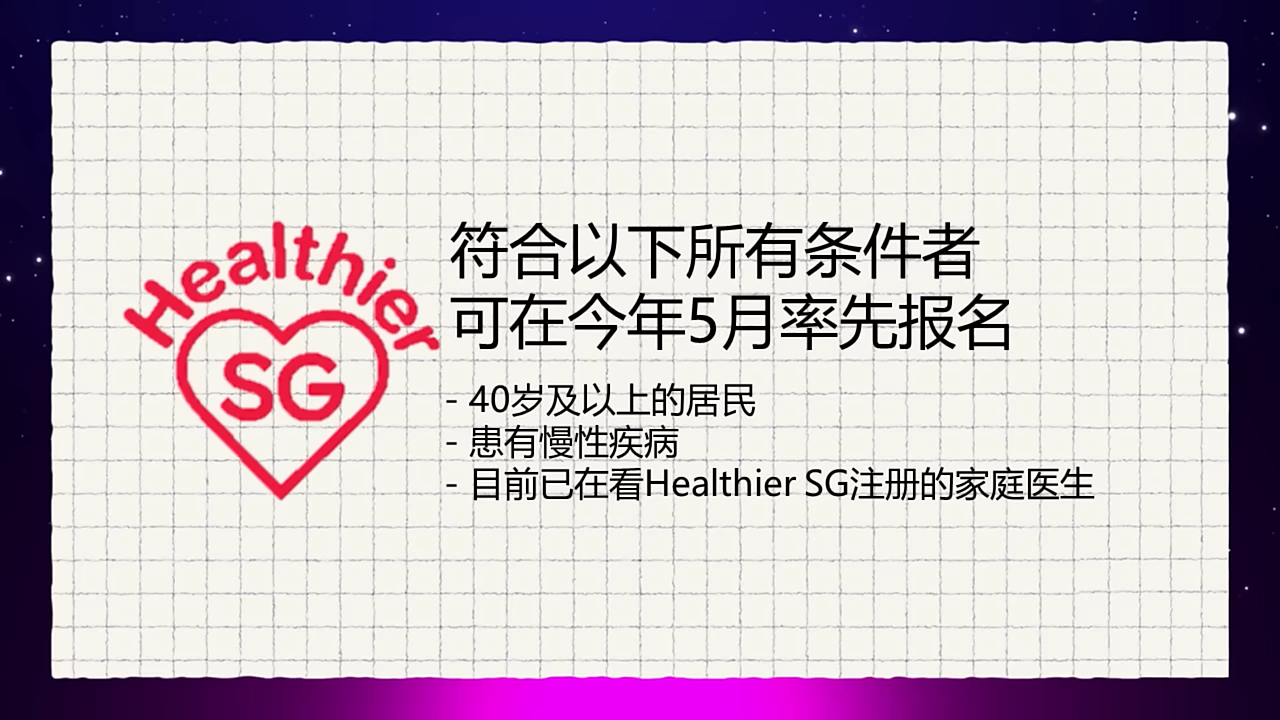 Healthier
SG
符合以下所有条件者
可在今年5月率先报名
- 40岁及以上的居民
- 患有慢性疾病
- 目前已在看Healthier SG注册的家庭医生